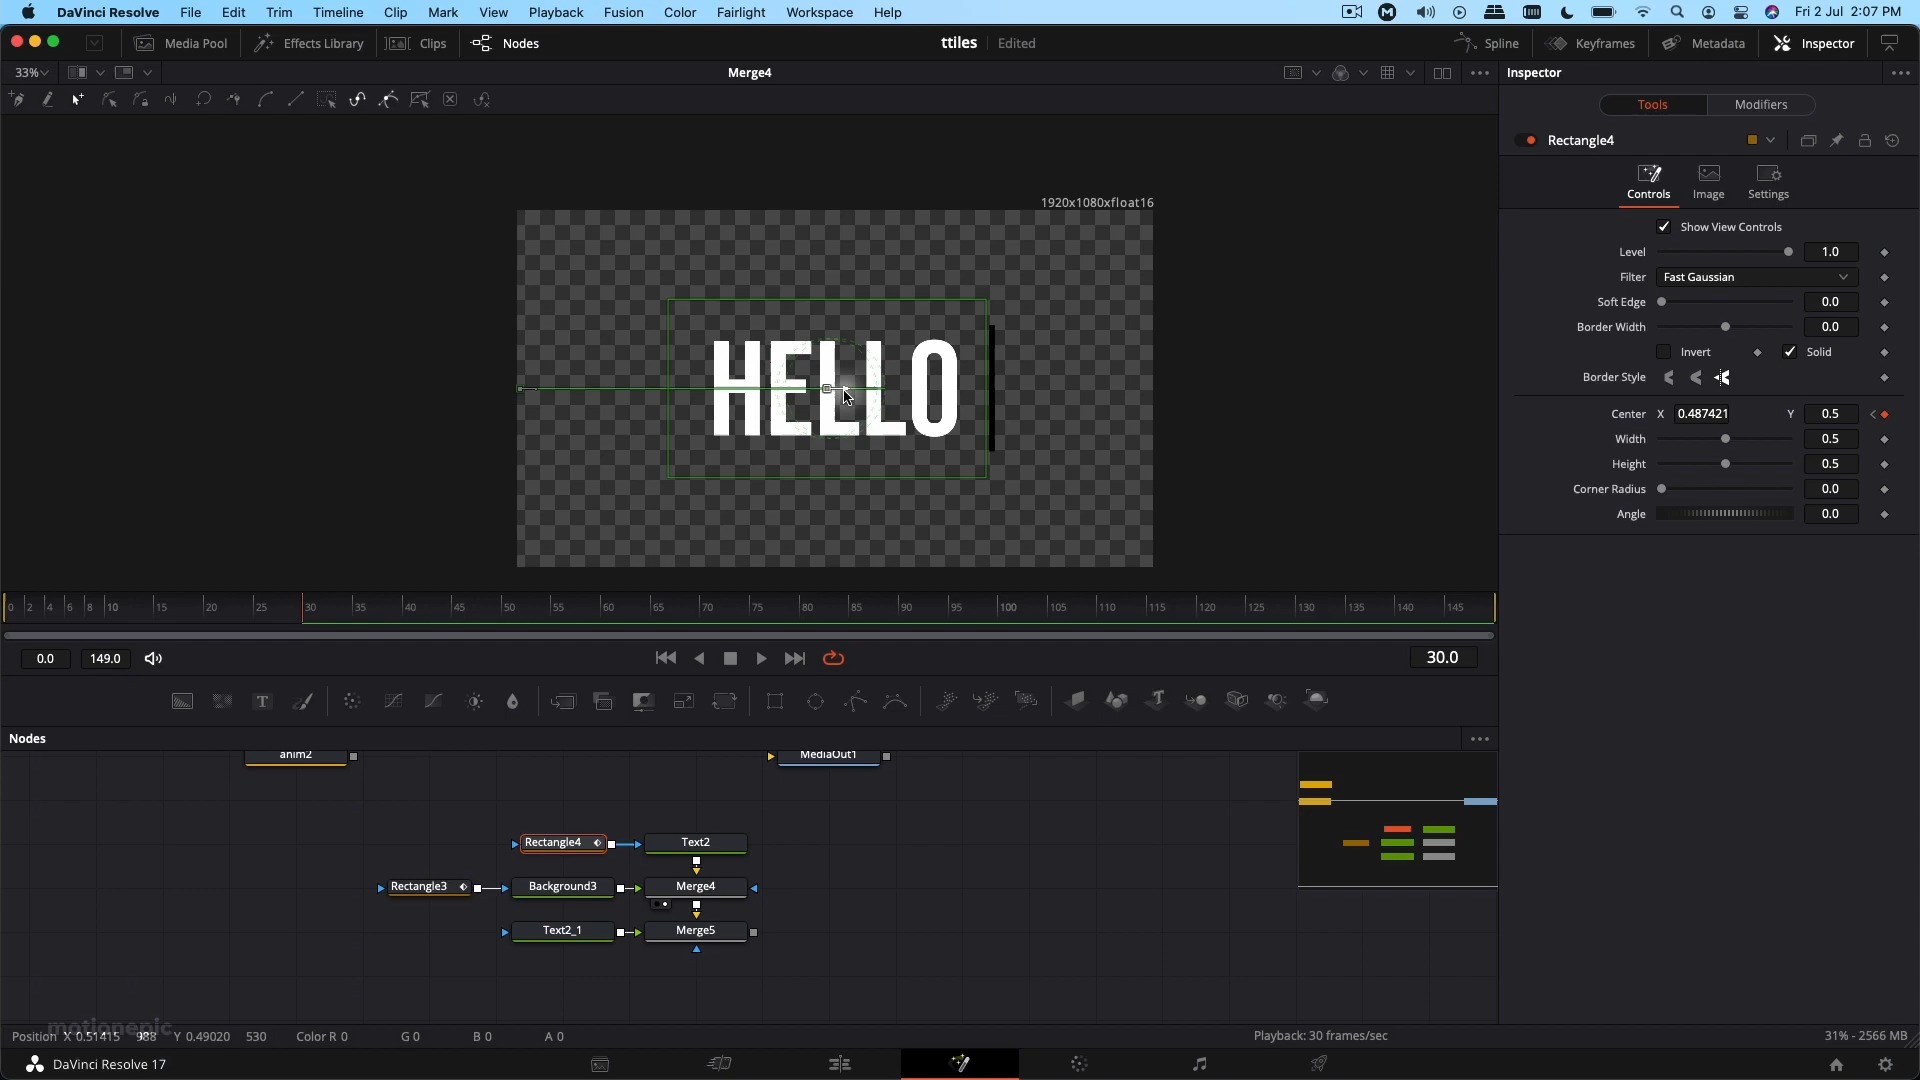 DaVinci Resolve File Edit Trim Timeline Clip Mark View Playback Fusion Color Fairlight Workspace Help Fri 2 Jul 2:07 PM
Media Pool Effects Library Clips Nodes ttiles Edited Spline Keyframes Metadata Inspector
33% Merge4 Inspector
Tools Modifiers
Rectangle4
Controls Image Settings
1920x1080xfloat16
Show View Controls
Level 1.0
Filter Fast Gaussian
Soft Edge 0.0
Border Width 0.0
Invert Solid
Border Style
Center X 0.487421 Y 0.5
Width 0.5
Height 0.5
Corner Radius 0.0
Angle 0.0
HELLO
0 2 4 6 8 10 15 20 25 30 35 40 45 50 55 60 65 70 75 80 85 90 95 100 105 110 115 120 125 130 135 140 145
0.0 149.0 30.0
Nodes
anim2 MediaOut1
Rectangle4 Text2
Rectangle3 Background3 Merge4
Text2_1 Merge5
motionepic
Position X 0.51415 988 Y 0.49020 530 Color R 0 G 0 B 0 A 0 Playback: 30 frames/sec 31% - 2566 MB
DaVinci Resolve 17